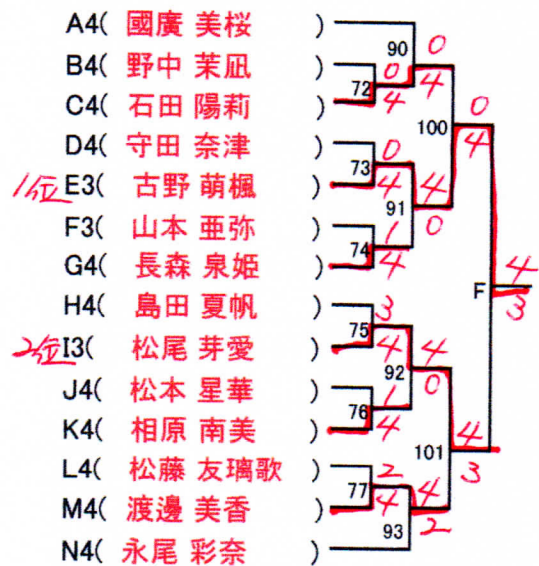 A4( 國廣 美桜 )
90 0
B4( 野中 茉凪 ) 0 4
72
C4( 石田 陽莉 ) 4
100 0
4
D4( 守田 奈津 ) 0
73
1位 E3( 古野 萌楓 ) 4 4
91 0
F3( 山本 亜弥 ) 1
74
G4( 長森 泉姫 ) 4
F 4
3
H4( 島田 夏帆 ) 3
75
2位 I3( 松尾 芽愛 ) 4 4
92 0
J4( 松本 星華 ) 1
76
K4( 相原 南美 ) 4
101 4
3
L4( 松藤 友璃歌 ) 2
77
M4( 渡邊 美香 ) 4 4
93 2
N4( 永尾 彩奈 )